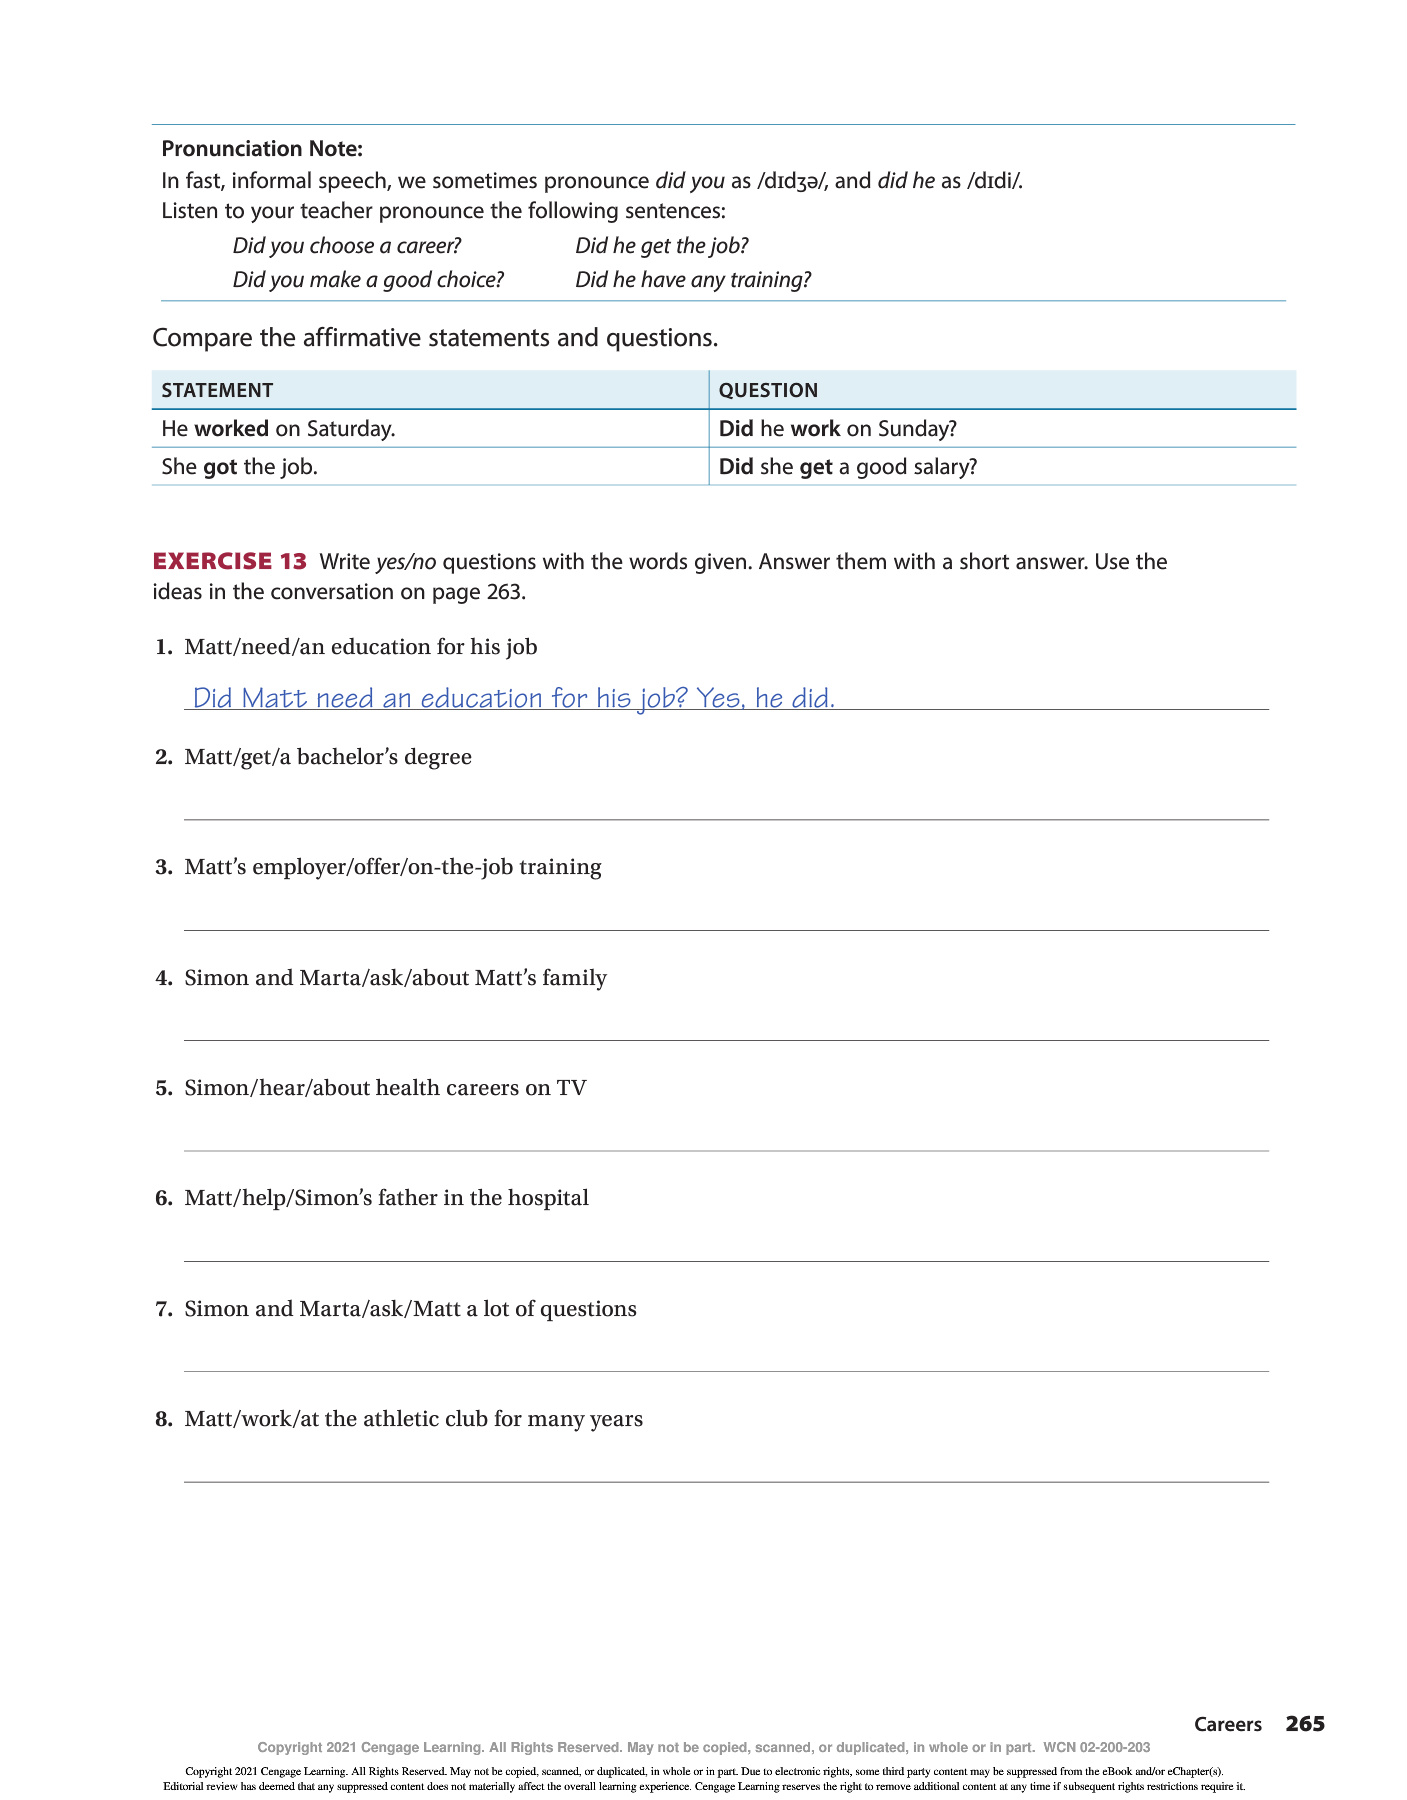 Pronunciation Note:
In fast, informal speech, we sometimes pronounce did you as /dɪdʒə/, and did he as /dɪdi/.
Listen to your teacher pronounce the following sentences:
Did you choose a career? Did he get the job?
Did you make a good choice? Did he have any training?
Compare the affirmative statements and questions.
STATEMENT QUESTION
He worked on Saturday. Did he work on Sunday?
She got the job. Did she get a good salary?
EXERCISE 13 Write yes/no questions with the words given. Answer them with a short answer. Use the
ideas in the conversation on page 263.
1. Matt/need/an education for his job
Did Matt need an education for his job? Yes, he did.
2. Matt/get/a bachelor’s degree
3. Matt’s employer/offer/on-the-job training
4. Simon and Marta/ask/about Matt’s family
5. Simon/hear/about health careers on TV
6. Matt/help/Simon’s father in the hospital
7. Simon and Marta/ask/Matt a lot of questions
8. Matt/work/at the athletic club for many years
Careers 265
Copyright 2021 Cengage Learning. All Rights Reserved. May not be copied, scanned, or duplicated, in whole or in part. WCN 02-200-203
Copyright 2021 Cengage Learning. All Rights Reserved. May not be copied, scanned, or duplicated, in whole or in part. Due to electronic rights, some third party content may be suppressed from the eBook and/or eChapter(s).
Editorial review has deemed that any suppressed content does not materially affect the overall learning experience. Cengage Learning reserves the right to remove additional content at any time if subsequent rights restrictions require it.